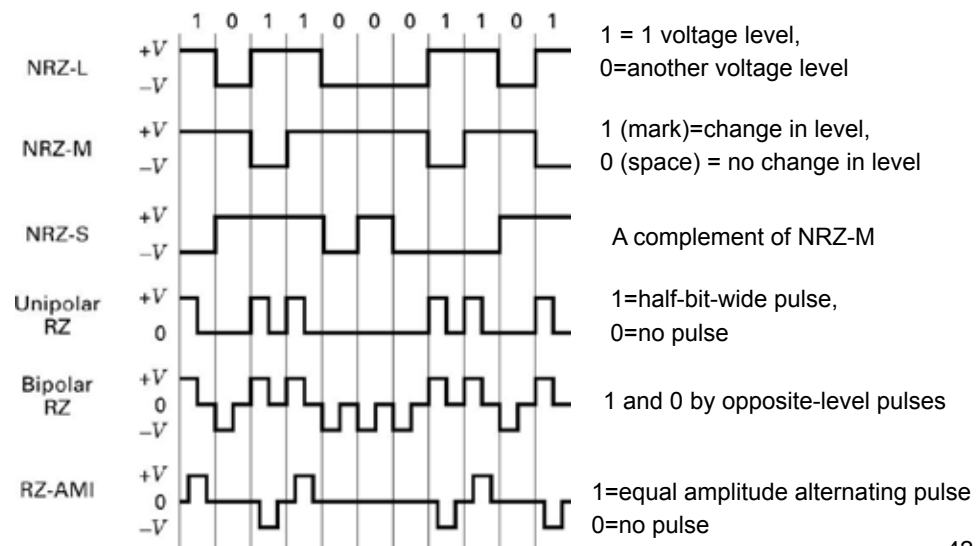 1 0 1 1 0 0 0 1 1 0 1
NRZ-L
+V
−V
1 = 1 voltage level,
0=another voltage level
NRZ-M
+V
−V
1 (mark)=change in level,
0 (space) = no change in level
NRZ-S
+V
−V
A complement of NRZ-M
Unipolar
RZ
+V
0
1=half-bit-wide pulse,
0=no pulse
Bipolar
RZ
+V
0
−V
1 and 0 by opposite-level pulses
RZ-AMI
+V
0
−V
1=equal amplitude alternating pulse
0=no pulse